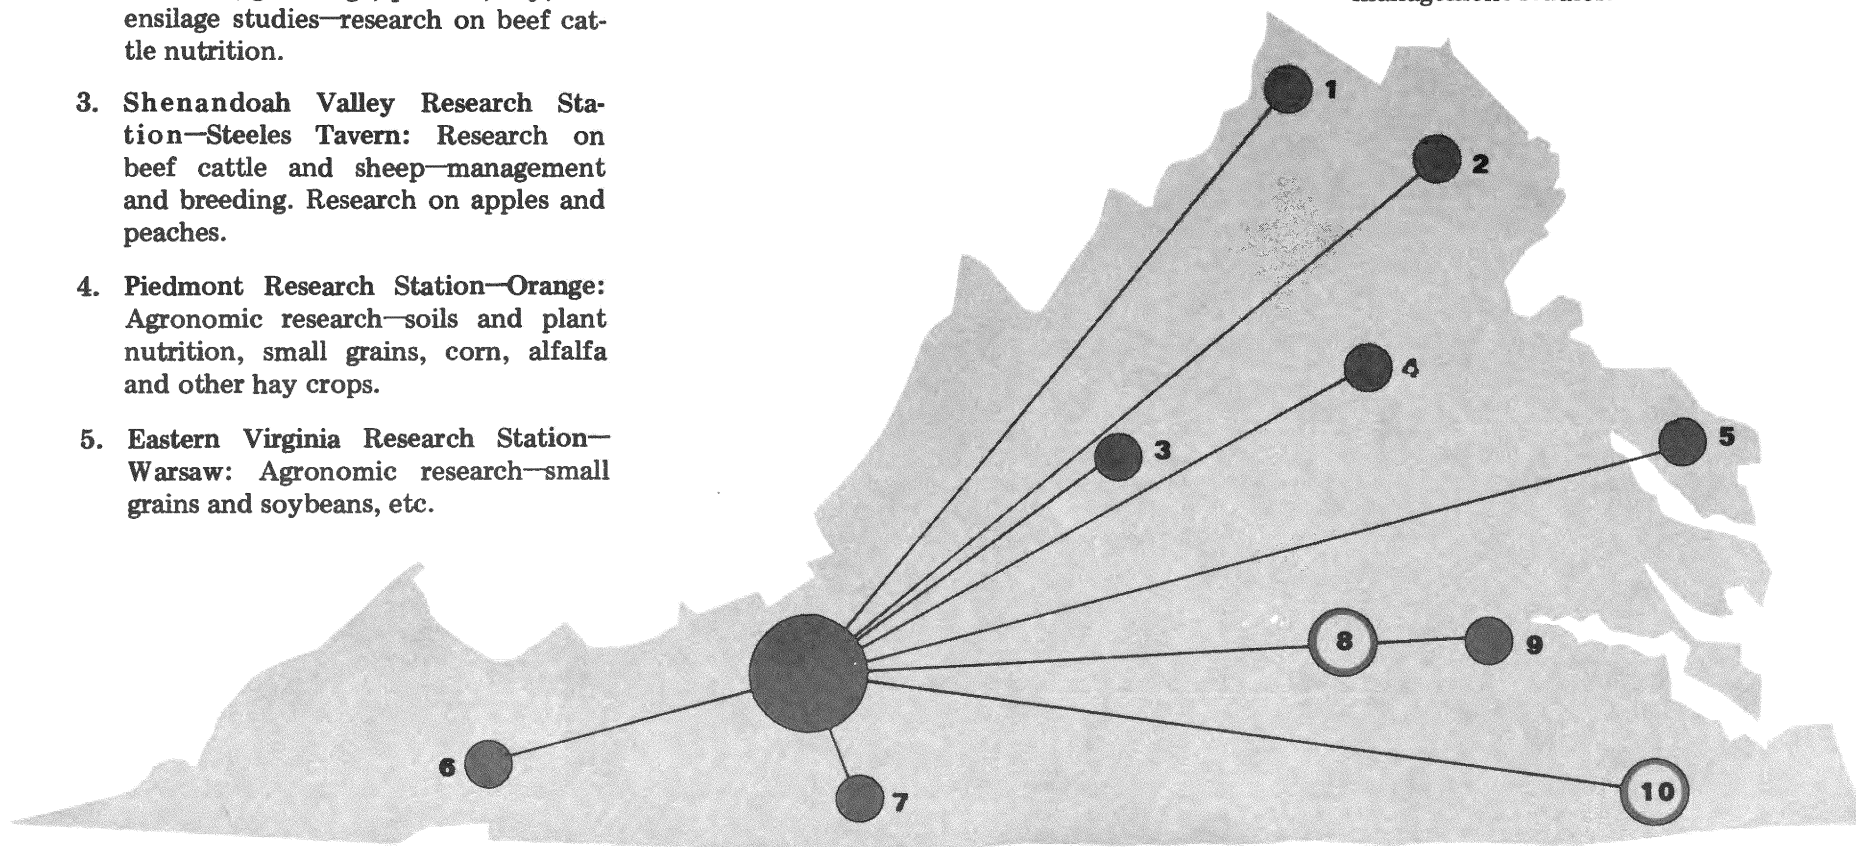 ensilage studies—research on beef cat-
tle nutrition.
3. Shenandoah Valley Research Sta-
tion—Steeles Tavern: Research on
beef cattle and sheep—management
and breeding. Research on apples and
peaches.
4. Piedmont Research Station—Orange:
Agronomic research—soils and plant
nutrition, small grains, corn, alfalfa
and other hay crops.
5. Eastern Virginia Research Station—
Warsaw: Agronomic research—small
grains and soybeans, etc.
1
2
4
3
5
8
9
6
7
10